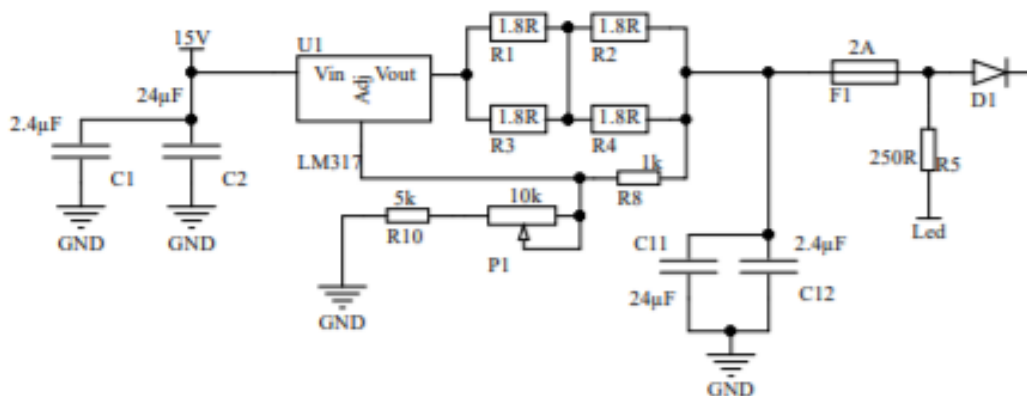 15V
U1
1.8R
1.8R
R1
R2
2A
Vin
Adj
Vout
F1
D1
24µF
2.4µF
1.8R
1.8R
R3
R4
LM317
C1
C2
250R
R5
1k
R8
5k
10k
R10
P1
GND
GND
Led
C11
2.4µF
24µF
C12
GND
GND